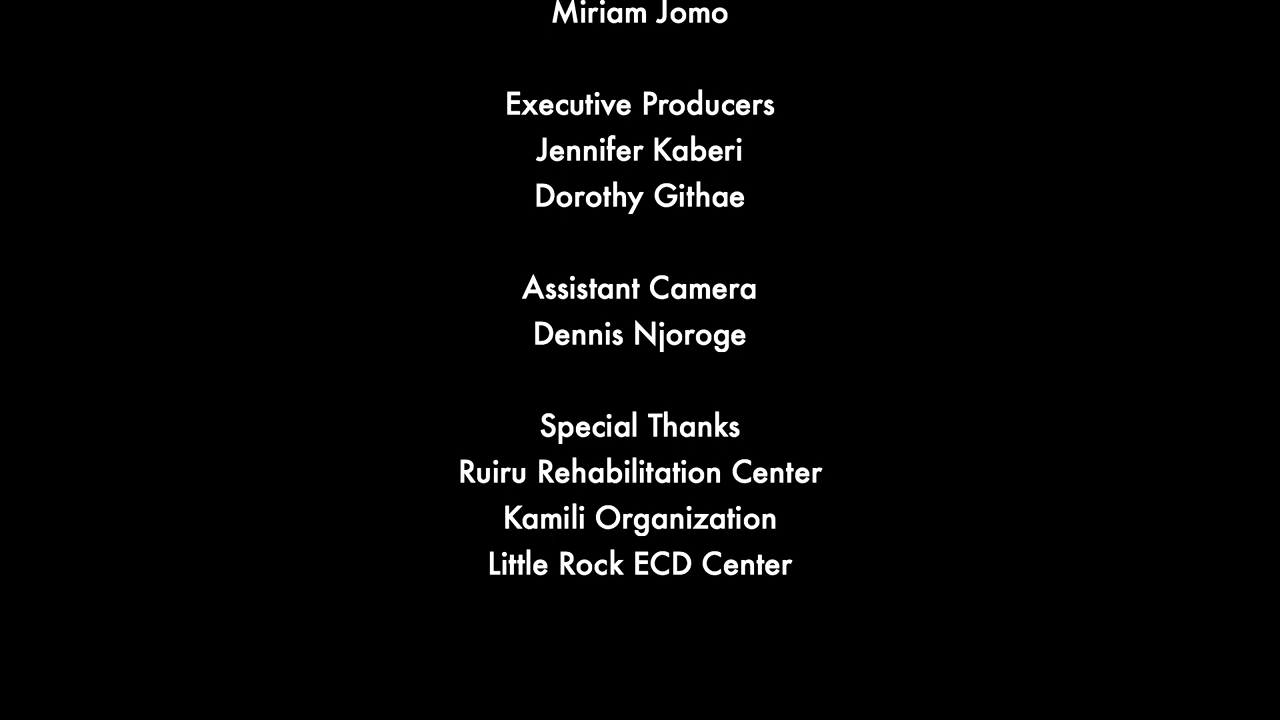 Miriam Jomo
Executive Producers
Jennifer Kaberi
Dorothy Githae
Assistant Camera
Dennis Njoroge
Special Thanks
Ruiru Rehabilitation Center
Kamili Organization
Little Rock ECD Center